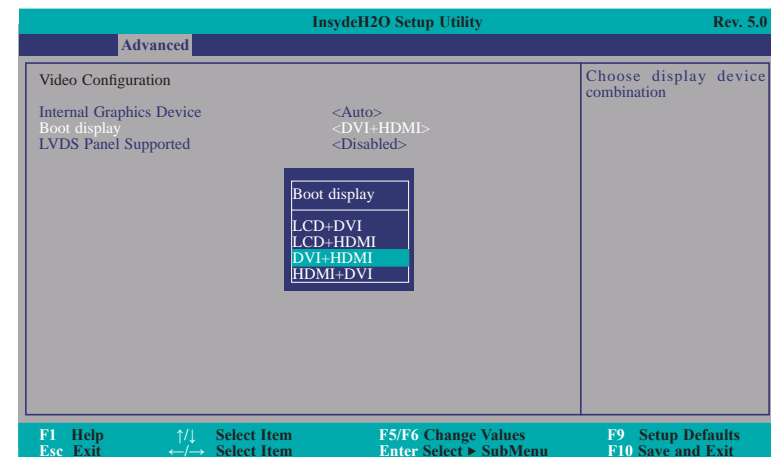 InsydeH2O Setup Utility Rev. 5.0
Advanced
Video Configuration
Internal Graphics Device <Auto>
Boot display <DVI+HDMI>
LVDS Panel Supported <Disabled>
Choose display device
combination
Boot display
LCD+DVI
LCD+HDMI
DVI+HDMI
HDMI+DVI
F1 Help ↑/↓ Select Item F5/F6 Change Values F9 Setup Defaults
Esc Exit ←/→ Select Item Enter Select ► SubMenu F10 Save and Exit